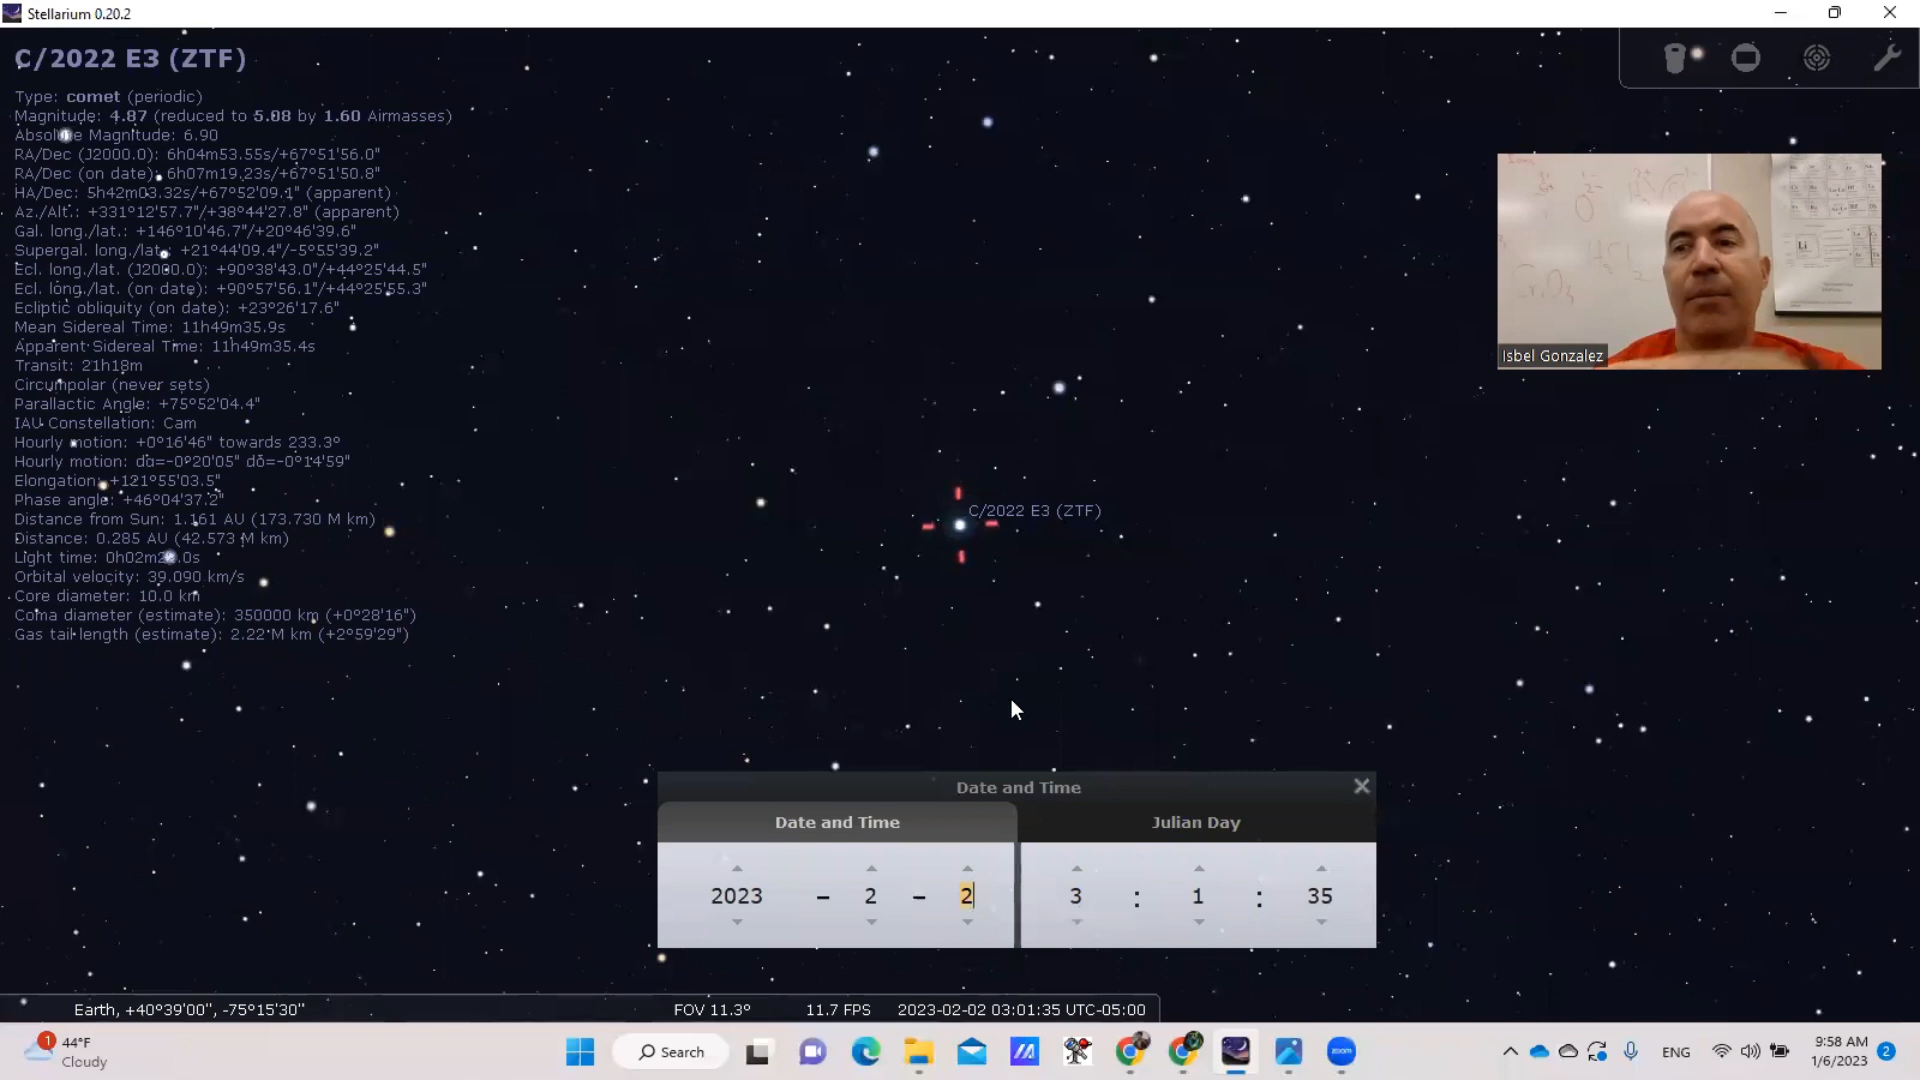 Stellarium 0.20.2
C/2022 E3 (ZTF)
Type: comet (periodic)
Magnitude: 4.87 (reduced to 5.08 by 1.60 Airmasses)
Absolute Magnitude: 6.90
RA/Dec (J2000.0): 6h04m53.55s/+67°51'56.0"
RA/Dec (on date): 6h07m19.23s/+67°51'50.8"
HA/Dec: 5h42m03.32s/+67°52'09.1" (apparent)
Az./Alt.: +331°12'57.7"/+38°44'27.8" (apparent)
Gal. long./lat.: +146°10'46.7"/+20°46'39.6"
Supergal. long./lat.: +21°44'09.4"/-5°55'39.2"
Ecl. long./lat. (J2000.0): +90°38'43.0"/+44°25'44.5"
Ecl. long./lat. (on date): +90°57'56.1"/+44°25'55.3"
Ecliptic obliquity (on date): +23°26'17.6"
Mean Sidereal Time: 11h49m35.9s
Apparent Sidereal Time: 11h49m35.4s
Transit: 21h18m
Circumpolar (never sets)
Parallactic Angle: +75°52'04.4"
IAU Constellation: Cam
Hourly motion: +0°16'46" towards 233.3°
Hourly motion: dα=-0°20'05" dδ=-0°14'59"
Elongation: +121°55'03.5"
Phase angle: +46°04'37.2"
Distance from Sun: 1.161 AU (173.730 M km)
Distance: 0.285 AU (42.573 M km)
Light time:
Orbital velocity: 39.090 km/s
Core diameter: 10.0 km
Coma diameter (estimate): 350000 km (+0°28'16")
Gas tail length (estimate): 2.22 M km (+2°59'29")
Li
Isbel Gonzalez
C/2022 E3 (ZTF)
Date and Time
Date and Time Julian Day
2023 - 2 - 2 3 : 1 : 35
Earth, +40°39'00", -75°15'30" FOV 11.3° 11.7 FPS 2023-02-02 03:01:35 UTC-05:00
1 44°F
Cloudy
Search
zoom
ENG
9:58 AM
1/6/2023
2